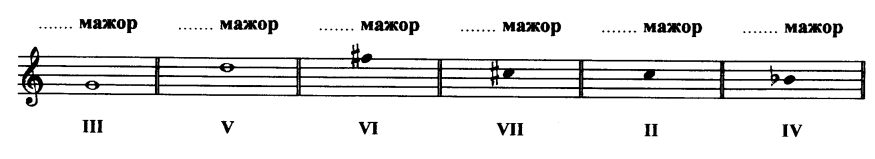 ....... мажор ....... мажор ....... мажор ....... мажор ....... мажор ....... мажор
III V VI VII II IV